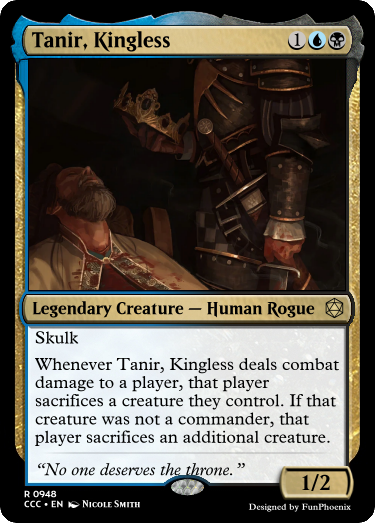 Tanir, Kingless 1
Legendary Creature — Human Rogue
Skulk
Whenever Tanir, Kingless deals combat
damage to a player, that player
sacrifices a creature they control. If that
creature was not a commander, that
player sacrifices an additional creature.
“No one deserves the throne.”
1/2
R 0948
CCC • EN Nicole Smith
Designed by FunPhoenix